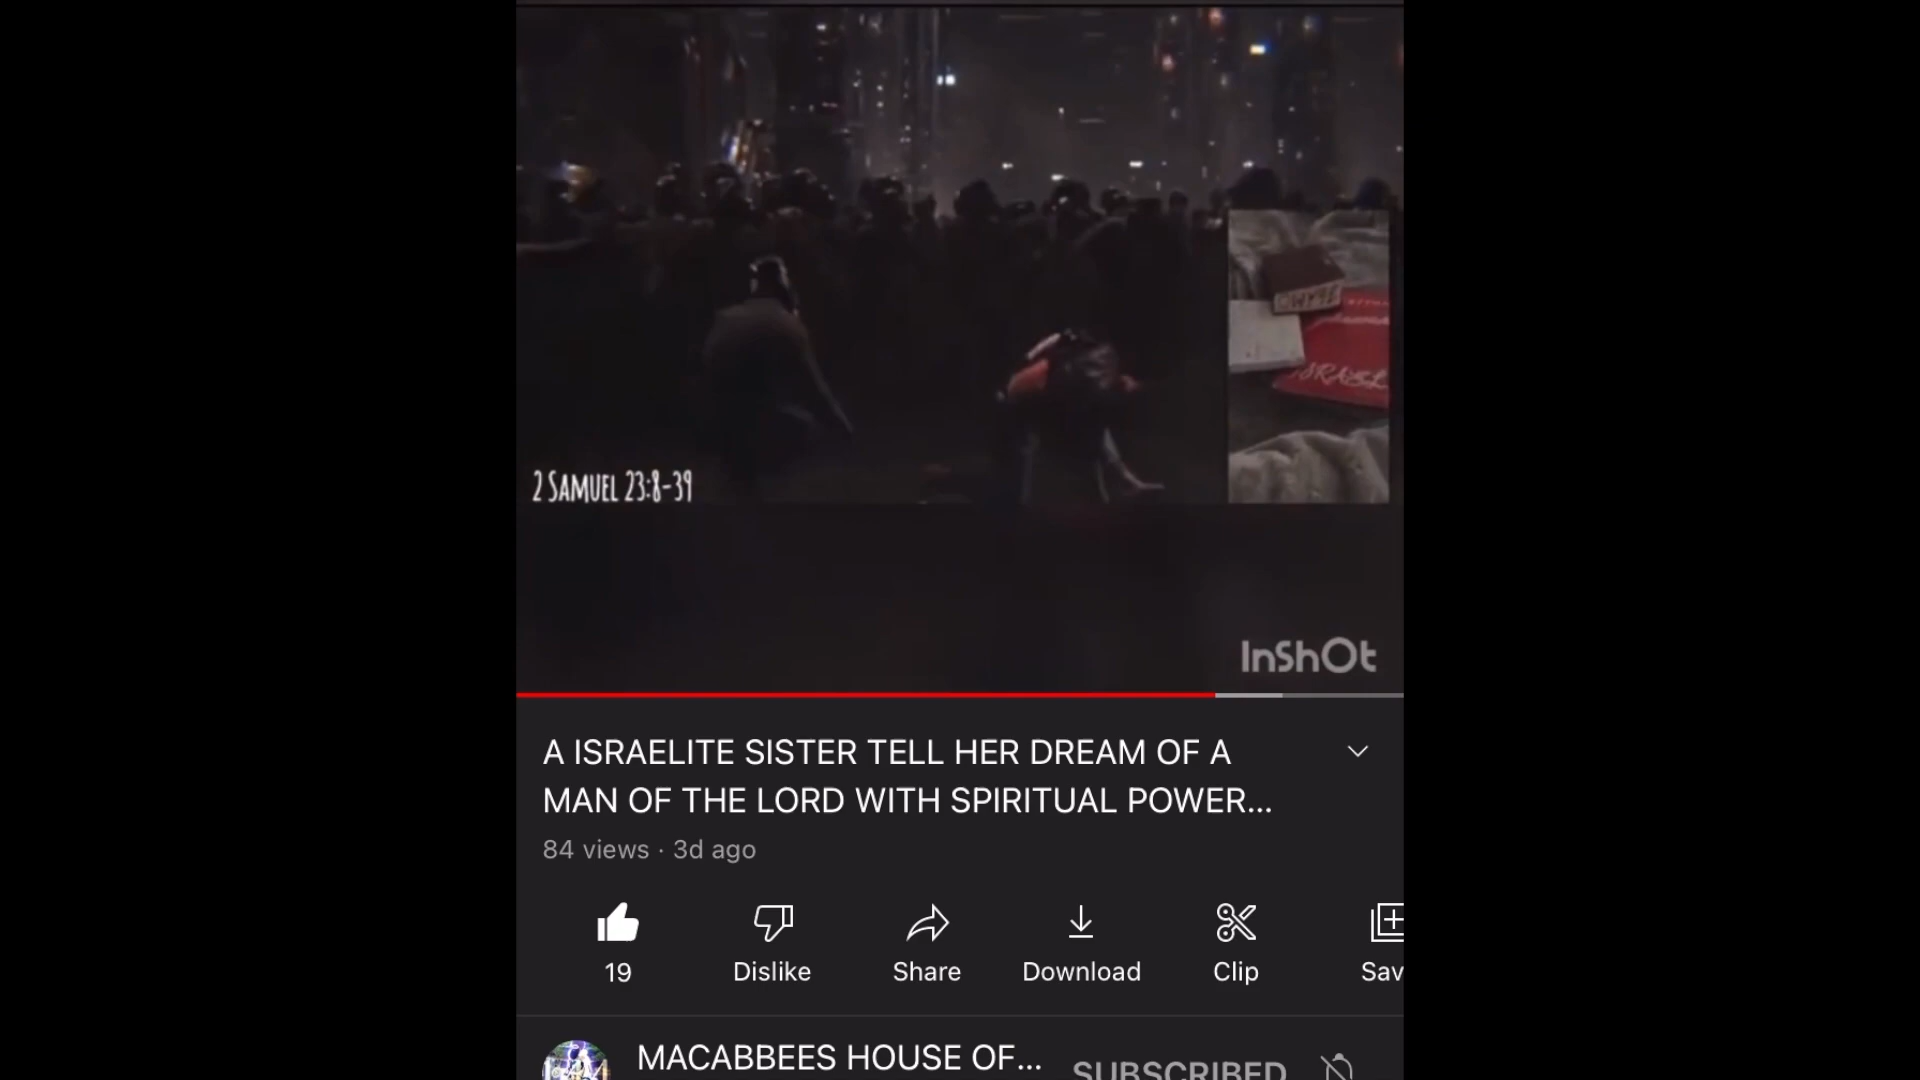 ISRAEL
2 SAMUEL 23:8-39
InShOt
A ISRAELITE SISTER TELL HER DREAM OF A
MAN OF THE LORD WITH SPIRITUAL POWER...
84 views · 3d ago
19
Dislike
Share
Download
Clip
Sav
MACABBEES HOUSE OF...
SUBSCRIBED